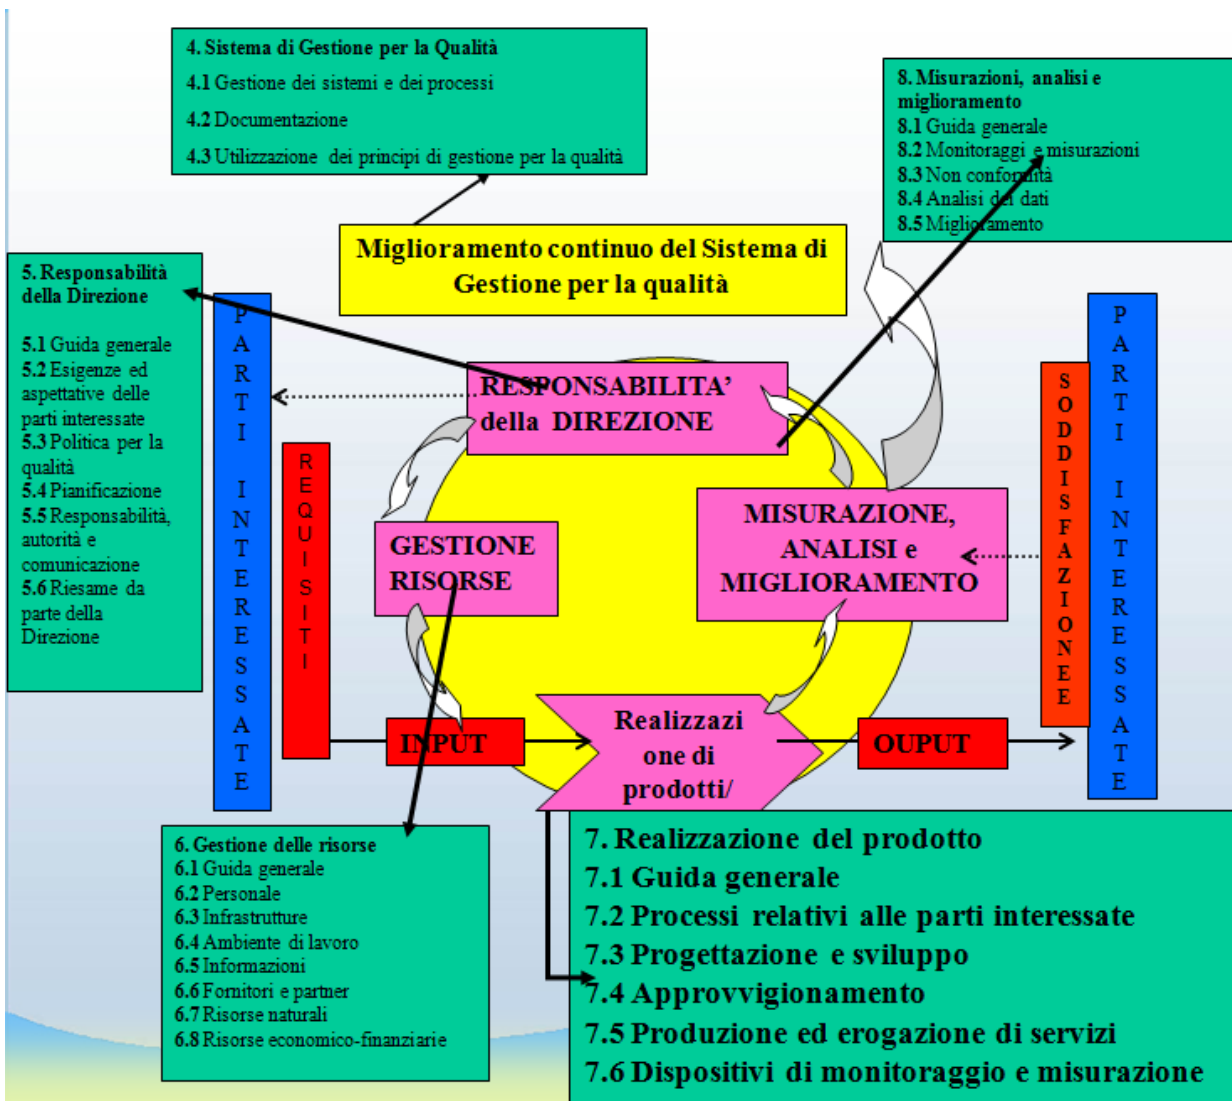 4. Sistema di Gestione per la Qualità
4.1 Gestione dei sistemi e dei processi
4.2 Documentazione
4.3 Utilizzazione dei principi di gestione per la qualità
8. Misurazioni, analisi e
miglioramento
8.1 Guida generale
8.2 Monitoraggi e misurazioni
8.3 Non conformità
8.4 Analisi dei dati
8.5 Miglioramento
Miglioramento continuo del Sistema di
Gestione per la qualità
5. Responsabilità
della Direzione
5.1 Guida generale
5.2 Esigenze ed
aspettative delle
parti interessate
5.3 Politica per la
qualità
5.4 Pianificazione
5.5 Responsabilità,
autorità e
comunicazione
5.6 Riesame da
parte della
Direzione
PARTI INTERESSATE
REQUISITI
RESPONSABILITA’
della DIREZIONE
GESTIONE
RISORSE
MISURAZIONE,
ANALISI e
MIGLIORAMENTO
SODDISFAZIONEE
PARTI INTERESSATE
INPUT
Realizzazi
one di
prodotti/
OUPUT
6. Gestione delle risorse
6.1 Guida generale
6.2 Personale
6.3 Infrastrutture
6.4 Ambiente di lavoro
6.5 Informazioni
6.6 Fornitori e partner
6.7 Risorse naturali
6.8 Risorse economico-finanziarie
7. Realizzazione del prodotto
7.1 Guida generale
7.2 Processi relativi alle parti interessate
7.3 Progettazione e sviluppo
7.4 Approvvigionamento
7.5 Produzione ed erogazione di servizi
7.6 Dispositivi di monitoraggio e misurazione